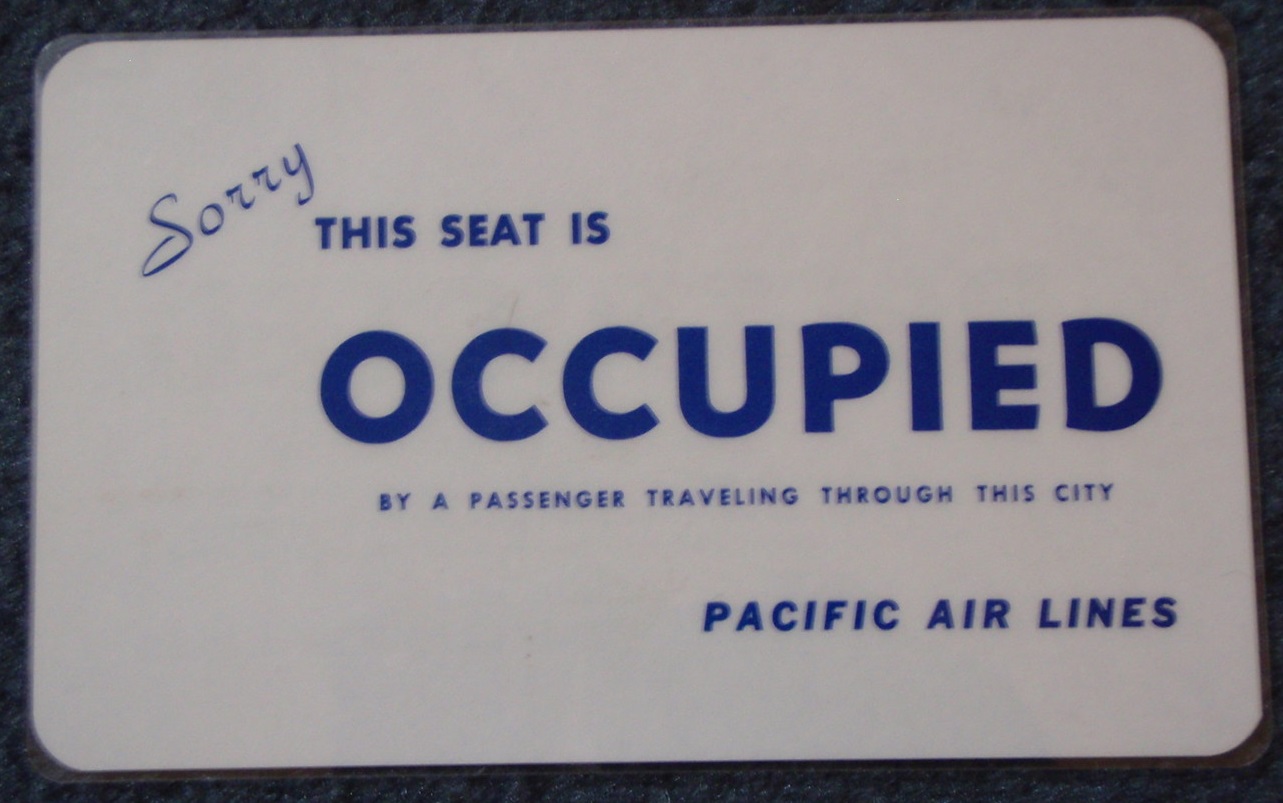 Sorry
THIS SEAT IS
OCCUPIED
BY A PASSENGER TRAVELING THROUGH THIS CITY
PACIFIC AIR LINES